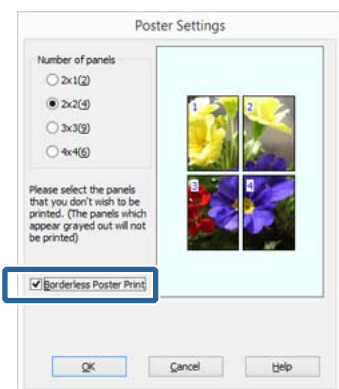 Poster Settings
Number of panels
2x1(2)
2x2(4)
3x3(9)
4x4(6)
Please select the panels
that you don't wish to be
printed. (The panels which
appear grayed out will not
be printed)
Borderless Poster Print
1
2
3
4
OK
Cancel
Help